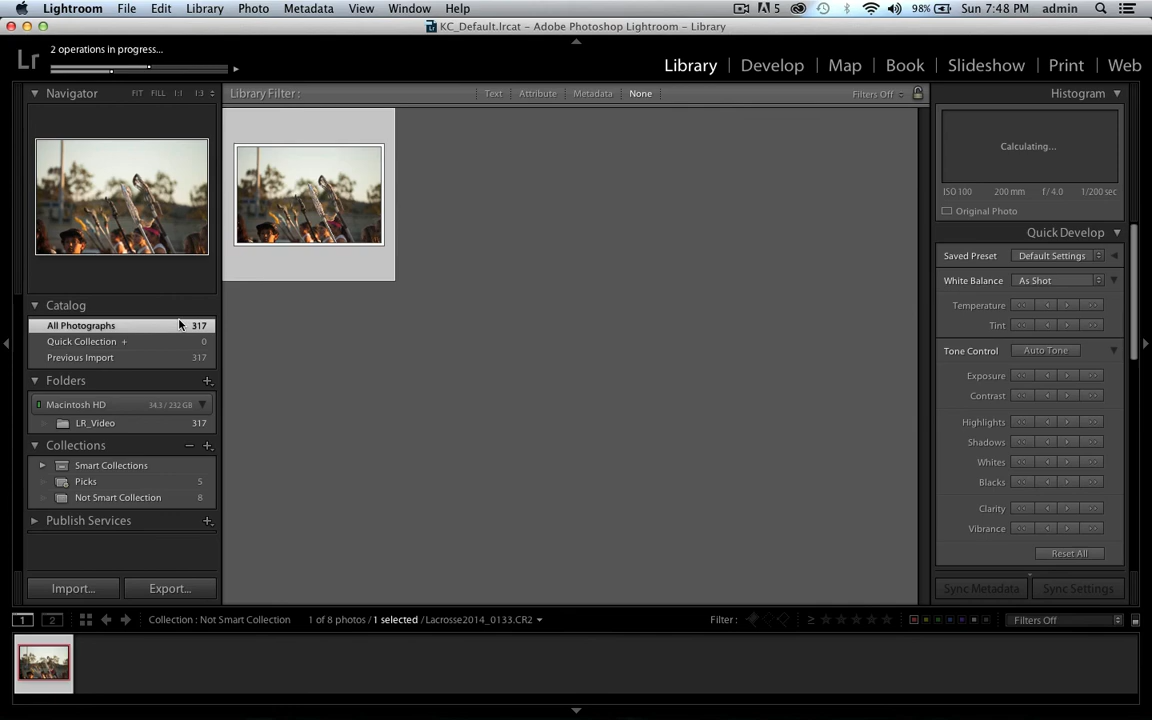 Lightroom File Edit Library Photo Metadata View Window Help 5 98% Sun 7:48 PM admin
KC_Default.lrcat – Adobe Photoshop Lightroom – Library
Lr 2 operations in progress...
Library | Develop | Map | Book | Slideshow | Print | Web
Navigator FIT FILL 1:1 1:3
Library Filter : Text Attribute Metadata None Filters Off
Histogram
Calculating...
ISO 100 200 mm f / 4.0 1/200 sec
Original Photo
Quick Develop
Saved Preset Default Settings
White Balance As Shot
Temperature
Tint
Tone Control Auto Tone
Exposure
Contrast
Highlights
Shadows
Whites
Blacks
Clarity
Vibrance
Reset All
Sync Metadata Sync Settings
Catalog
All Photographs 317
Quick Collection + 0
Previous Import 317
Folders
Macintosh HD 34.3 / 232 GB
LR_Video 317
Collections
Smart Collections
Picks 5
Not Smart Collection 8
Publish Services
Import... Export...
1 2 Collection : Not Smart Collection 1 of 8 photos / 1 selected / Lacrosse2014_0133.CR2 Filter : ≥ Filters Off